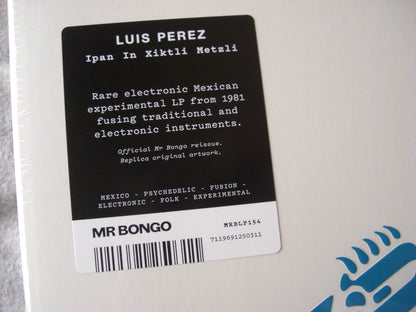 LUIS PEREZ
Ipan In Xiktli Metzli
Rare electronic Mexican
experimental LP from 1981
fusing traditional and
electronic instruments.
Official Mr Bongo reissue.
Replica original artwork.
MEXICO - PSYCHEDELIC - FUSION -
ELECTRONIC - FOLK - EXPERIMENTAL
MR BONGO
MRBLP154
7119691250311